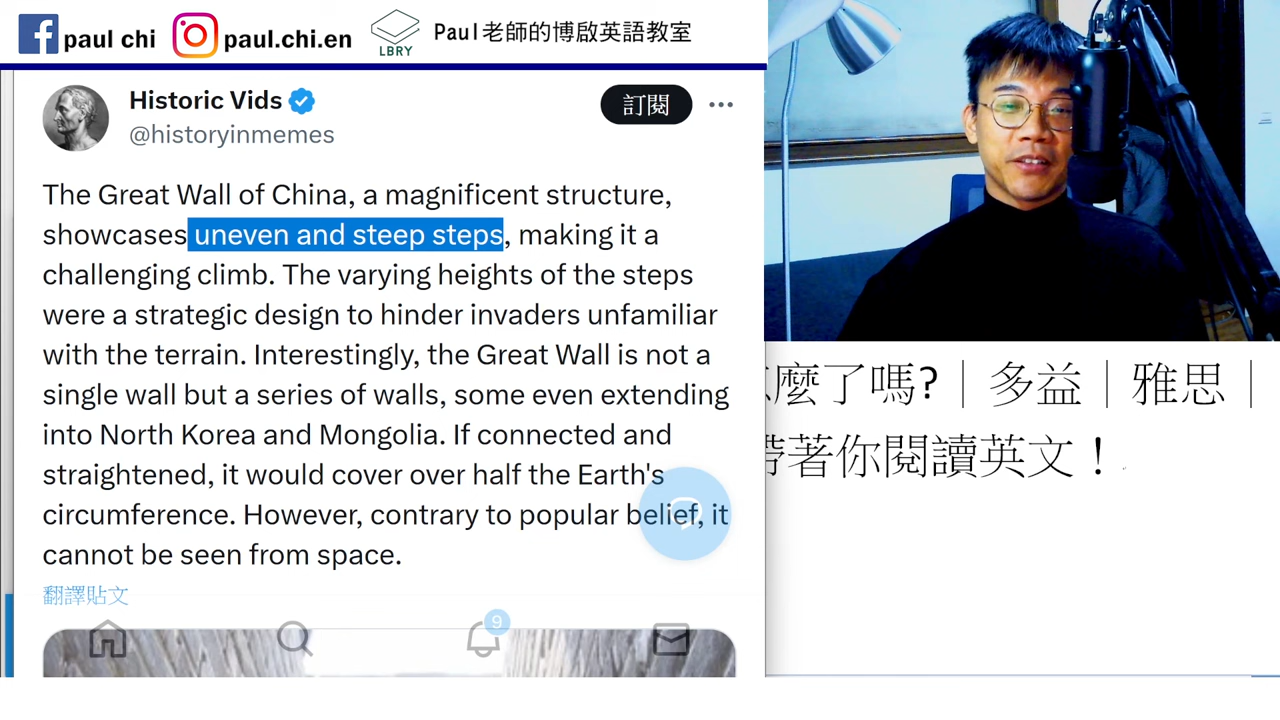 paul chi
paul.chi.en
LBRY
Paul老師的博啟英語教室
Historic Vids
訂閱
@historyinmemes
The Great Wall of China, a magnificent structure,
showcases uneven and steep steps, making it a
challenging climb. The varying heights of the steps
were a strategic design to hinder invaders unfamiliar
with the terrain. Interestingly, the Great Wall is not a
single wall but a series of walls, some even extending
into North Korea and Mongolia. If connected and
straightened, it would cover over half the Earth's
circumference. However, contrary to popular belief, it
cannot be seen from space.
翻譯貼文
9
麼了嗎?｜多益｜雅思｜
著你閱讀英文！